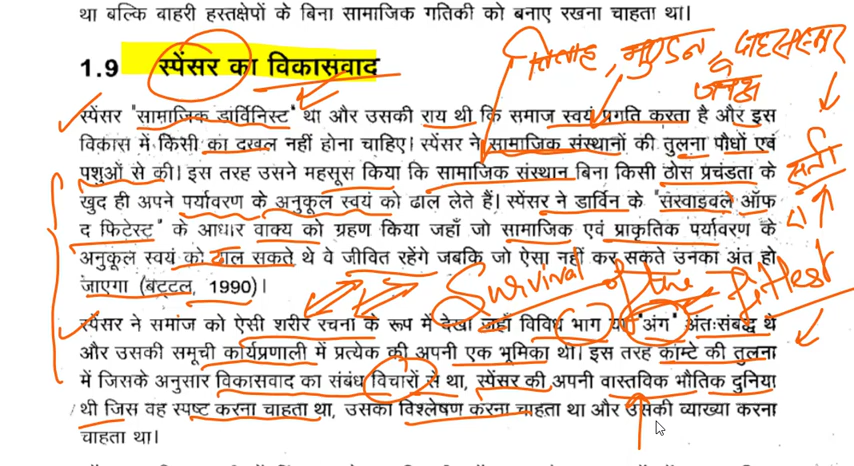 था बल्कि बाहरी हस्तक्षेपों के बिना सामाजिक गतिकी को बनाए रखना चाहता था।
1.9 स्पेंसर का विकासवाद
विवाह, मुण्डन, दाहसंस्कार
व
स्पेंसर "सामाजिक डार्विनिस्ट" था और उसकी राय थी कि समाज स्वयं प्रगति करता है और इस
विकास में किसी का दखल नहीं होना चाहिए। स्पेंसर ने सामाजिक संस्थानों की तुलना पौधों एवं
पशुओं से की। इस तरह उसने महसूस किया कि सामाजिक संस्थान बिना किसी ठोस प्रचंडता के
सती
खुद ही अपने पर्यावरण के अनुकूल स्वयं को ढाल लेते हैं। स्पेंसर ने डार्विन के "सरवाइवल ऑफ
द फिटेस्ट" के आधार वाक्य को ग्रहण किया जहाँ जो सामाजिक एवं प्राकृतिक पर्यावरण के
अनुकूल स्वयं को ढाल सकते थे वे जीवित रहेंगे जबकि जो ऐसा नहीं कर सकते उनका अंत हो
जाएगा (बट्टल, 1990)।
Survival of the fittest
स्पेंसर ने समाज को ऐसी शरीर रचना के रूप में देखा जहाँ विविध भाग या "अंग" अंतःसंबद्ध थे
और उसकी समूची कार्यप्रणाली में प्रत्येक की अपनी एक भूमिका थी। इस तरह काम्टे की तुलना
में जिसके अनुसार विकासवाद का संबंध विचारों से था, स्पेंसर की अपनी वास्तविक भौतिक दुनिया
थी जिस वह स्पष्ट करना चाहता था, उसका विश्लेषण करना चाहता था और उसकी व्याख्या करना
चाहता था।